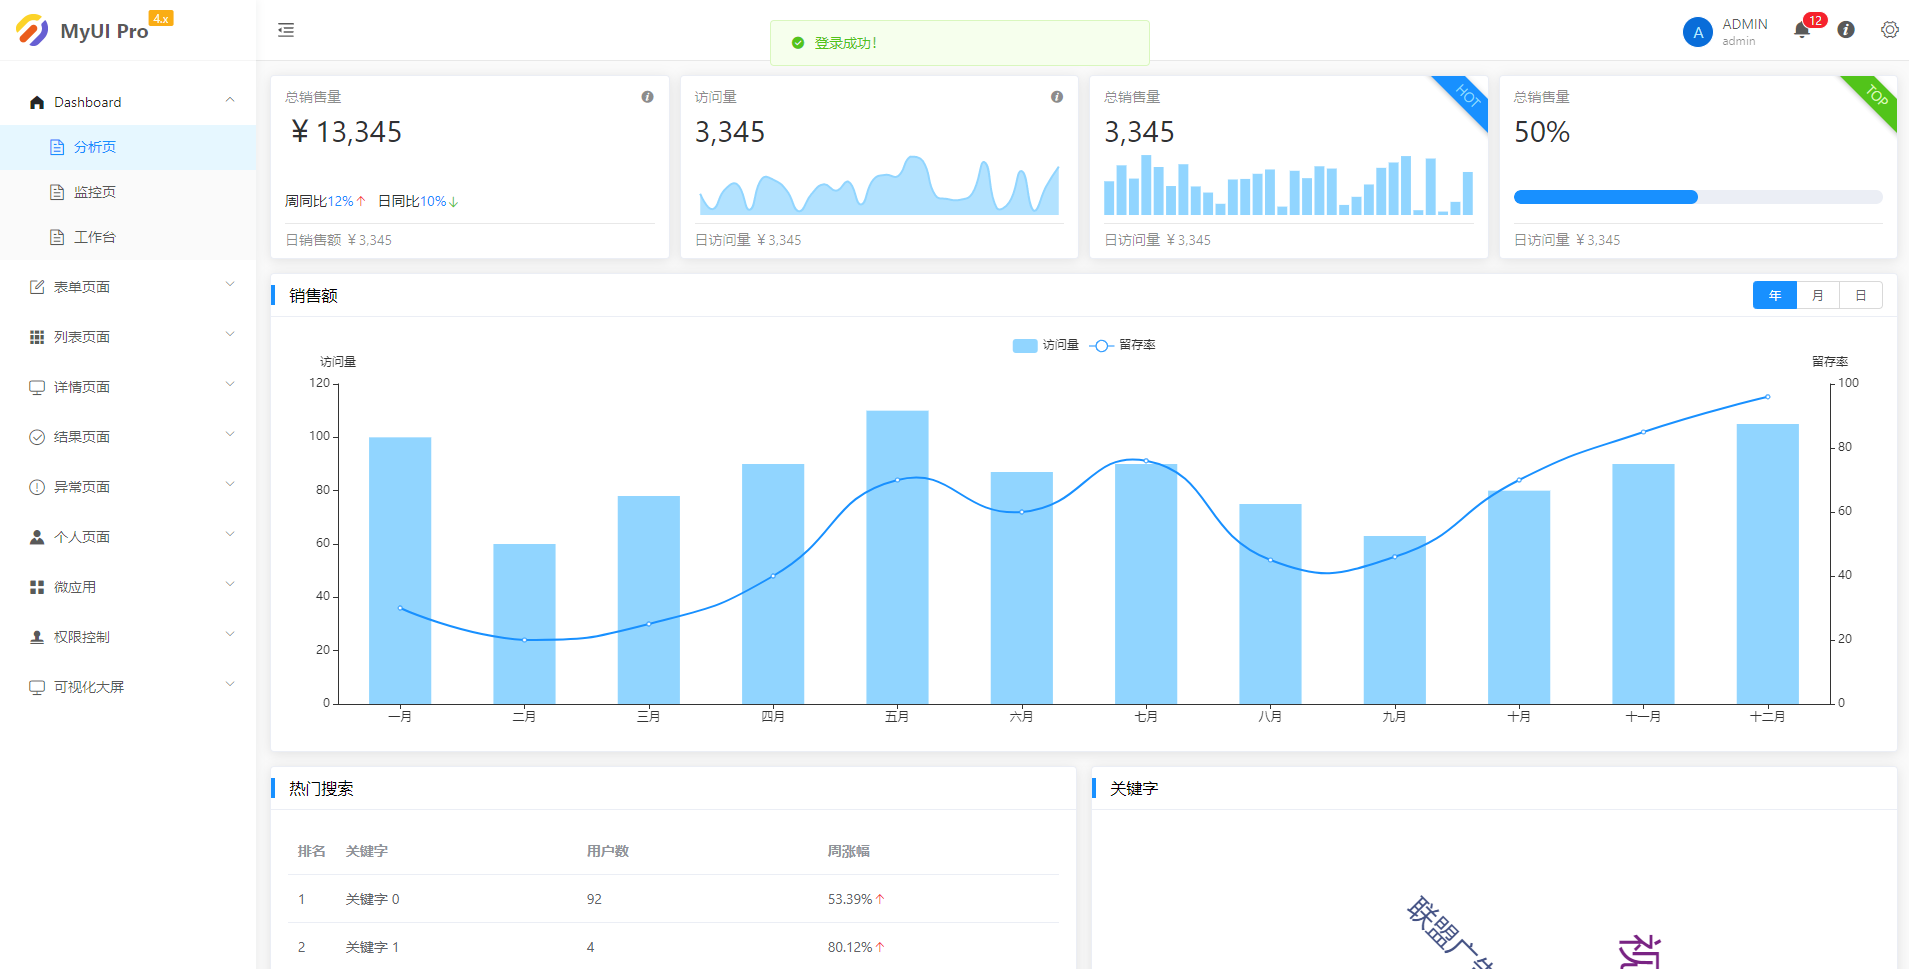 MyUI Pro
4.x
登录成功！
A
ADMIN
admin
12
Dashboard
分析页
监控页
工作台
表单页面
列表页面
详情页面
结果页面
异常页面
个人页面
微应用
权限控制
可视化大屏
总销售量
￥13,345
周同比12% 日同比10%
日销售额 ￥3,345
访问量
3,345
日访问量 ￥3,345
总销售量
HOT
3,345
日访问量 ￥3,345
总销售量
TOP
50%
日访问量 ￥3,345
销售额
年 月 日
访问量 留存率
访问量
留存率
120
100
80
60
40
20
0
100
80
60
40
20
0
一月 二月 三月 四月 五月 六月 七月 八月 九月 十月 十一月 十二月
热门搜索
排名 关键字 用户数 周涨幅
1 关键字 0 92 53.39%
2 关键字 1 4 80.12%
关键字
联盟广告